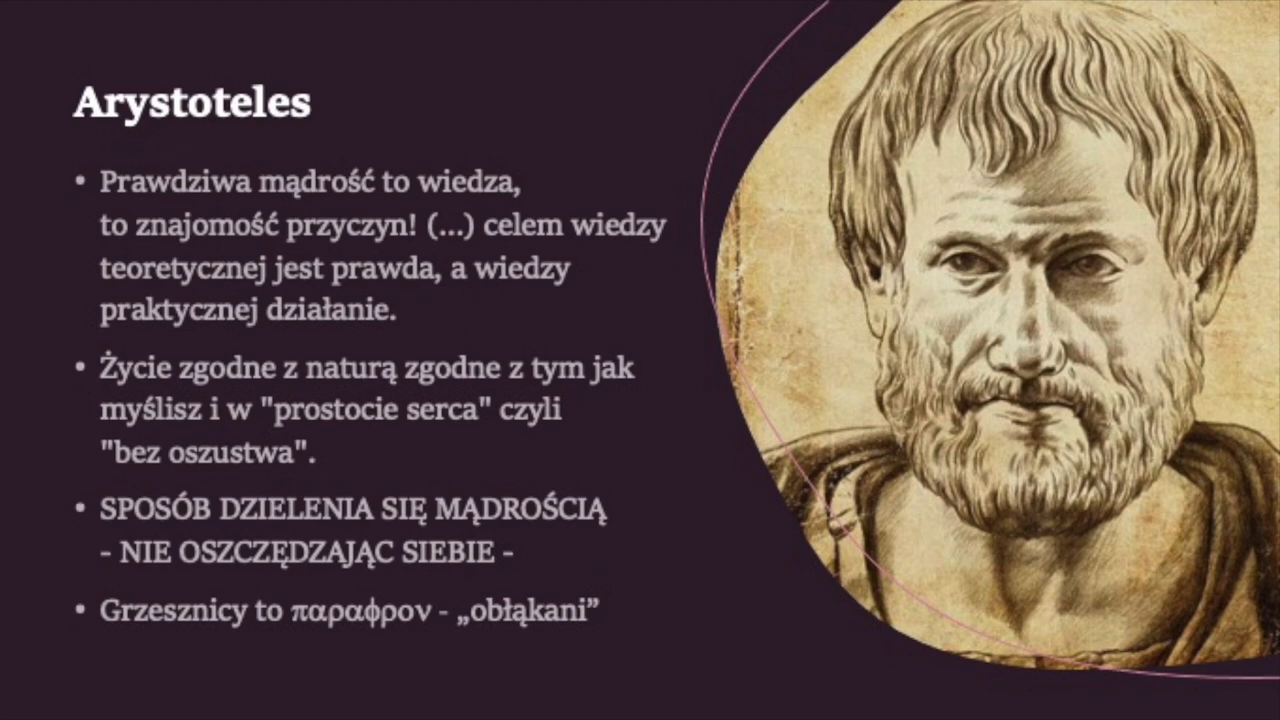 Arystoteles
• Prawdziwa mądrość to wiedza,
to znajomość przyczyn! (...) celem wiedzy
teoretycznej jest prawda, a wiedzy
praktycznej działanie.
• Życie zgodne z naturą zgodne z tym jak
myślisz i w "prostocie serca" czyli
"bez oszustwa".
• SPOSÓB DZIELENIA SIĘ MĄDROŚCIĄ
- NIE OSZCZĘDZAJĄC SIEBIE -
• Grzesznicy to παραφρον - „obłąkani”